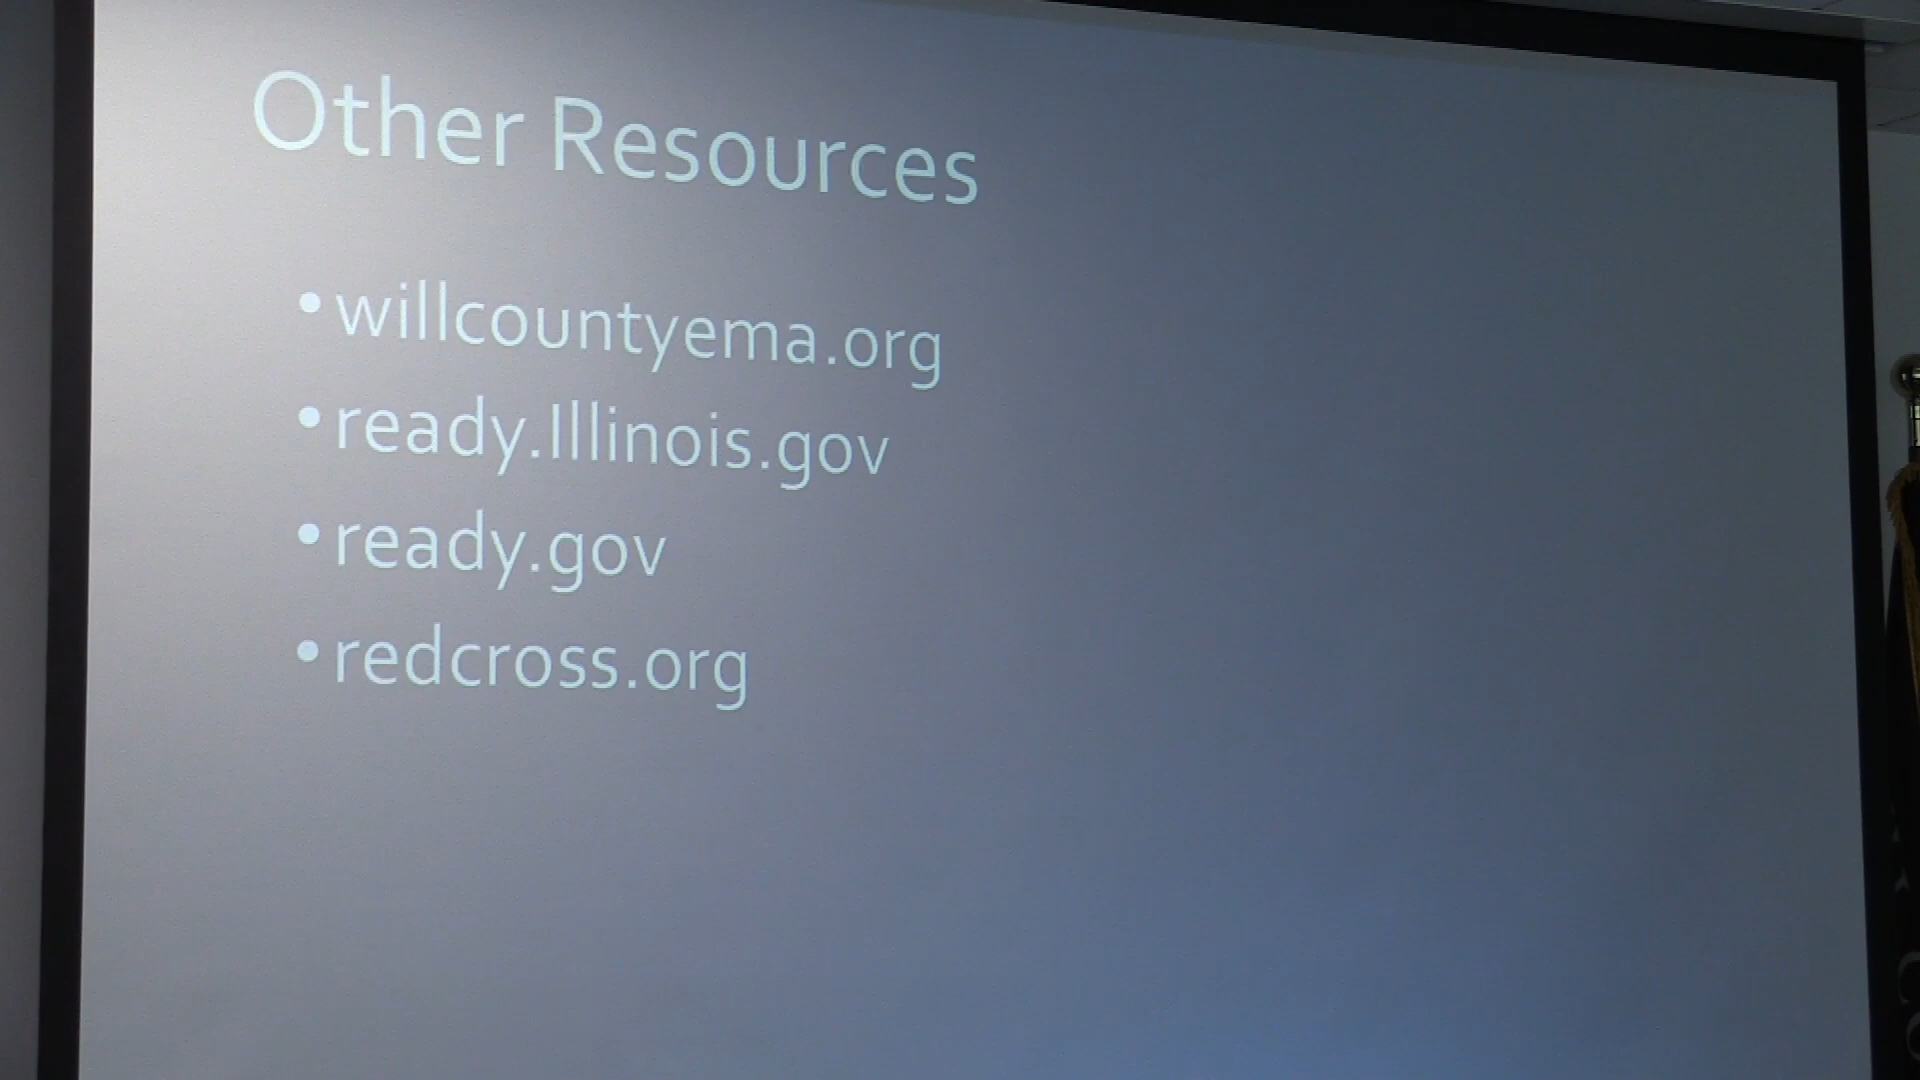 Other Resources
• willcountyema.org
• ready.Illinois.gov
• ready.gov
• redcross.org